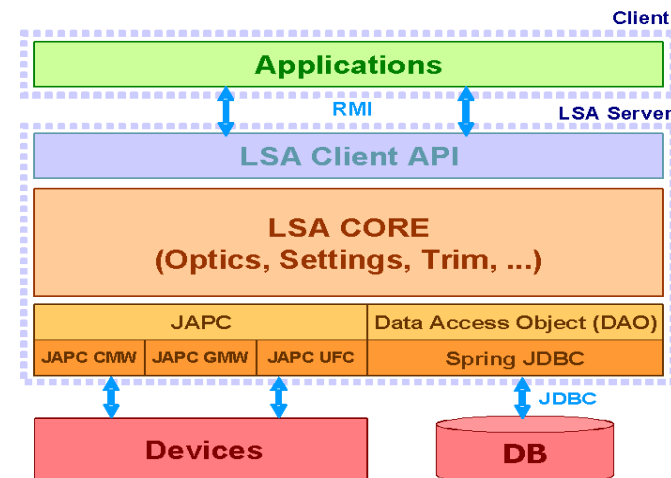 Client
Applications
RMI
LSA Server
LSA Client API
LSA CORE
(Optics, Settings, Trim, ...)
JAPC
Data Access Object (DAO)
JAPC CMW
JAPC GMW
JAPC UFC
Spring JDBC
JDBC
Devices
DB